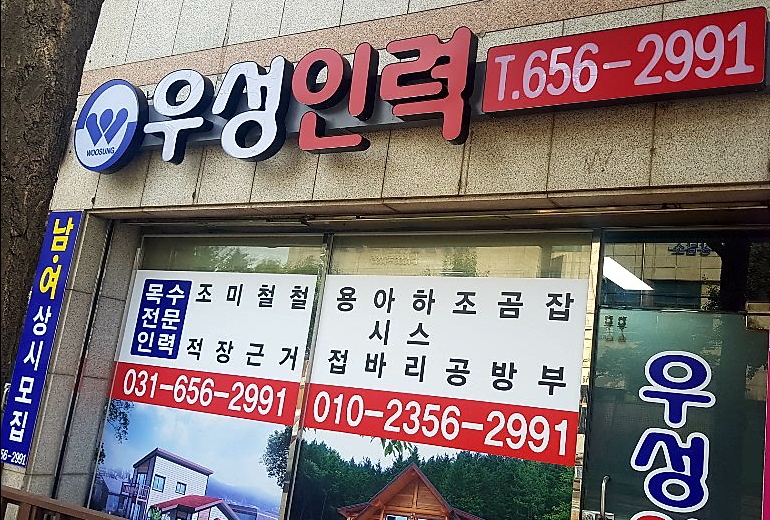 WOOSUNG
우성인력
T.656-2991
남·여 상시모집
56-2991
목수
전문
인력
조 미 철 철
적 장 근 거
031-656-2991
용 아 하 조 곰 잡
시 스
접 바 리 공 방 부
010-2356-2991
우성